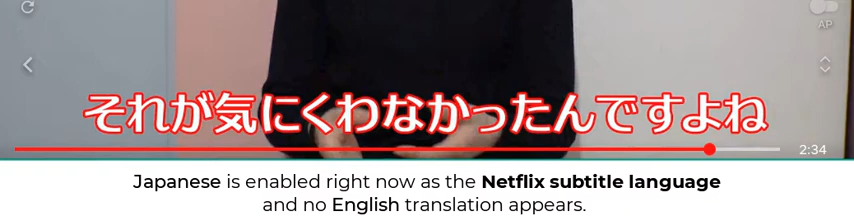 AP
それが気にくわなかったんですよね
2:34
Japanese is enabled right now as the Netflix subtitle language
and no English translation appears.